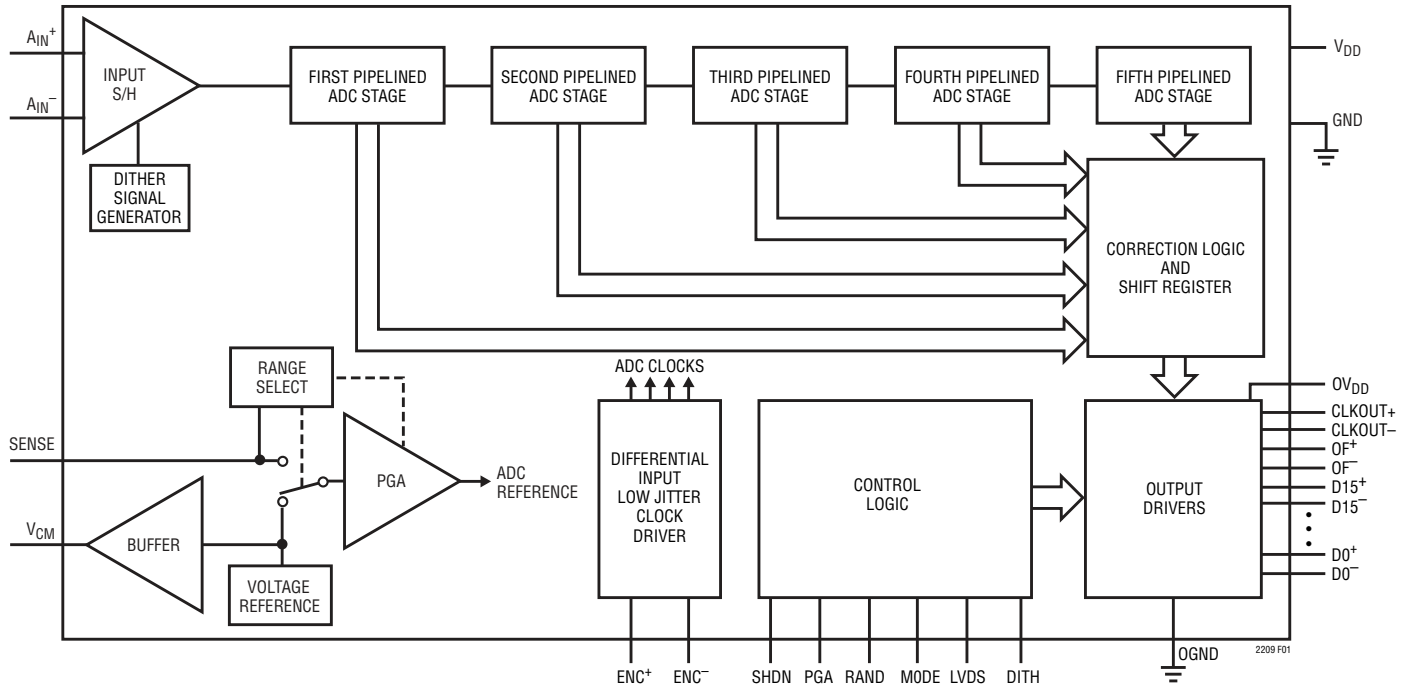 AIN+
AIN−
INPUT
S/H
DITHER
SIGNAL
GENERATOR
FIRST PIPELINED
ADC STAGE
SECOND PIPELINED
ADC STAGE
THIRD PIPELINED
ADC STAGE
FOURTH PIPELINED
ADC STAGE
FIFTH PIPELINED
ADC STAGE
VDD
GND
CORRECTION LOGIC
AND
SHIFT REGISTER
RANGE
SELECT
SENSE
PGA
ADC
REFERENCE
VCM
BUFFER
VOLTAGE
REFERENCE
ADC CLOCKS
DIFFERENTIAL
INPUT
LOW JITTER
CLOCK
DRIVER
CONTROL
LOGIC
OUTPUT
DRIVERS
OVDD
CLKOUT+
CLKOUT–
OF+
OF−
D15+
D15−
D0+
D0−
ENC+
ENC−
SHDN
PGA
RAND
MODE
LVDS
DITH
OGND
2209 F01